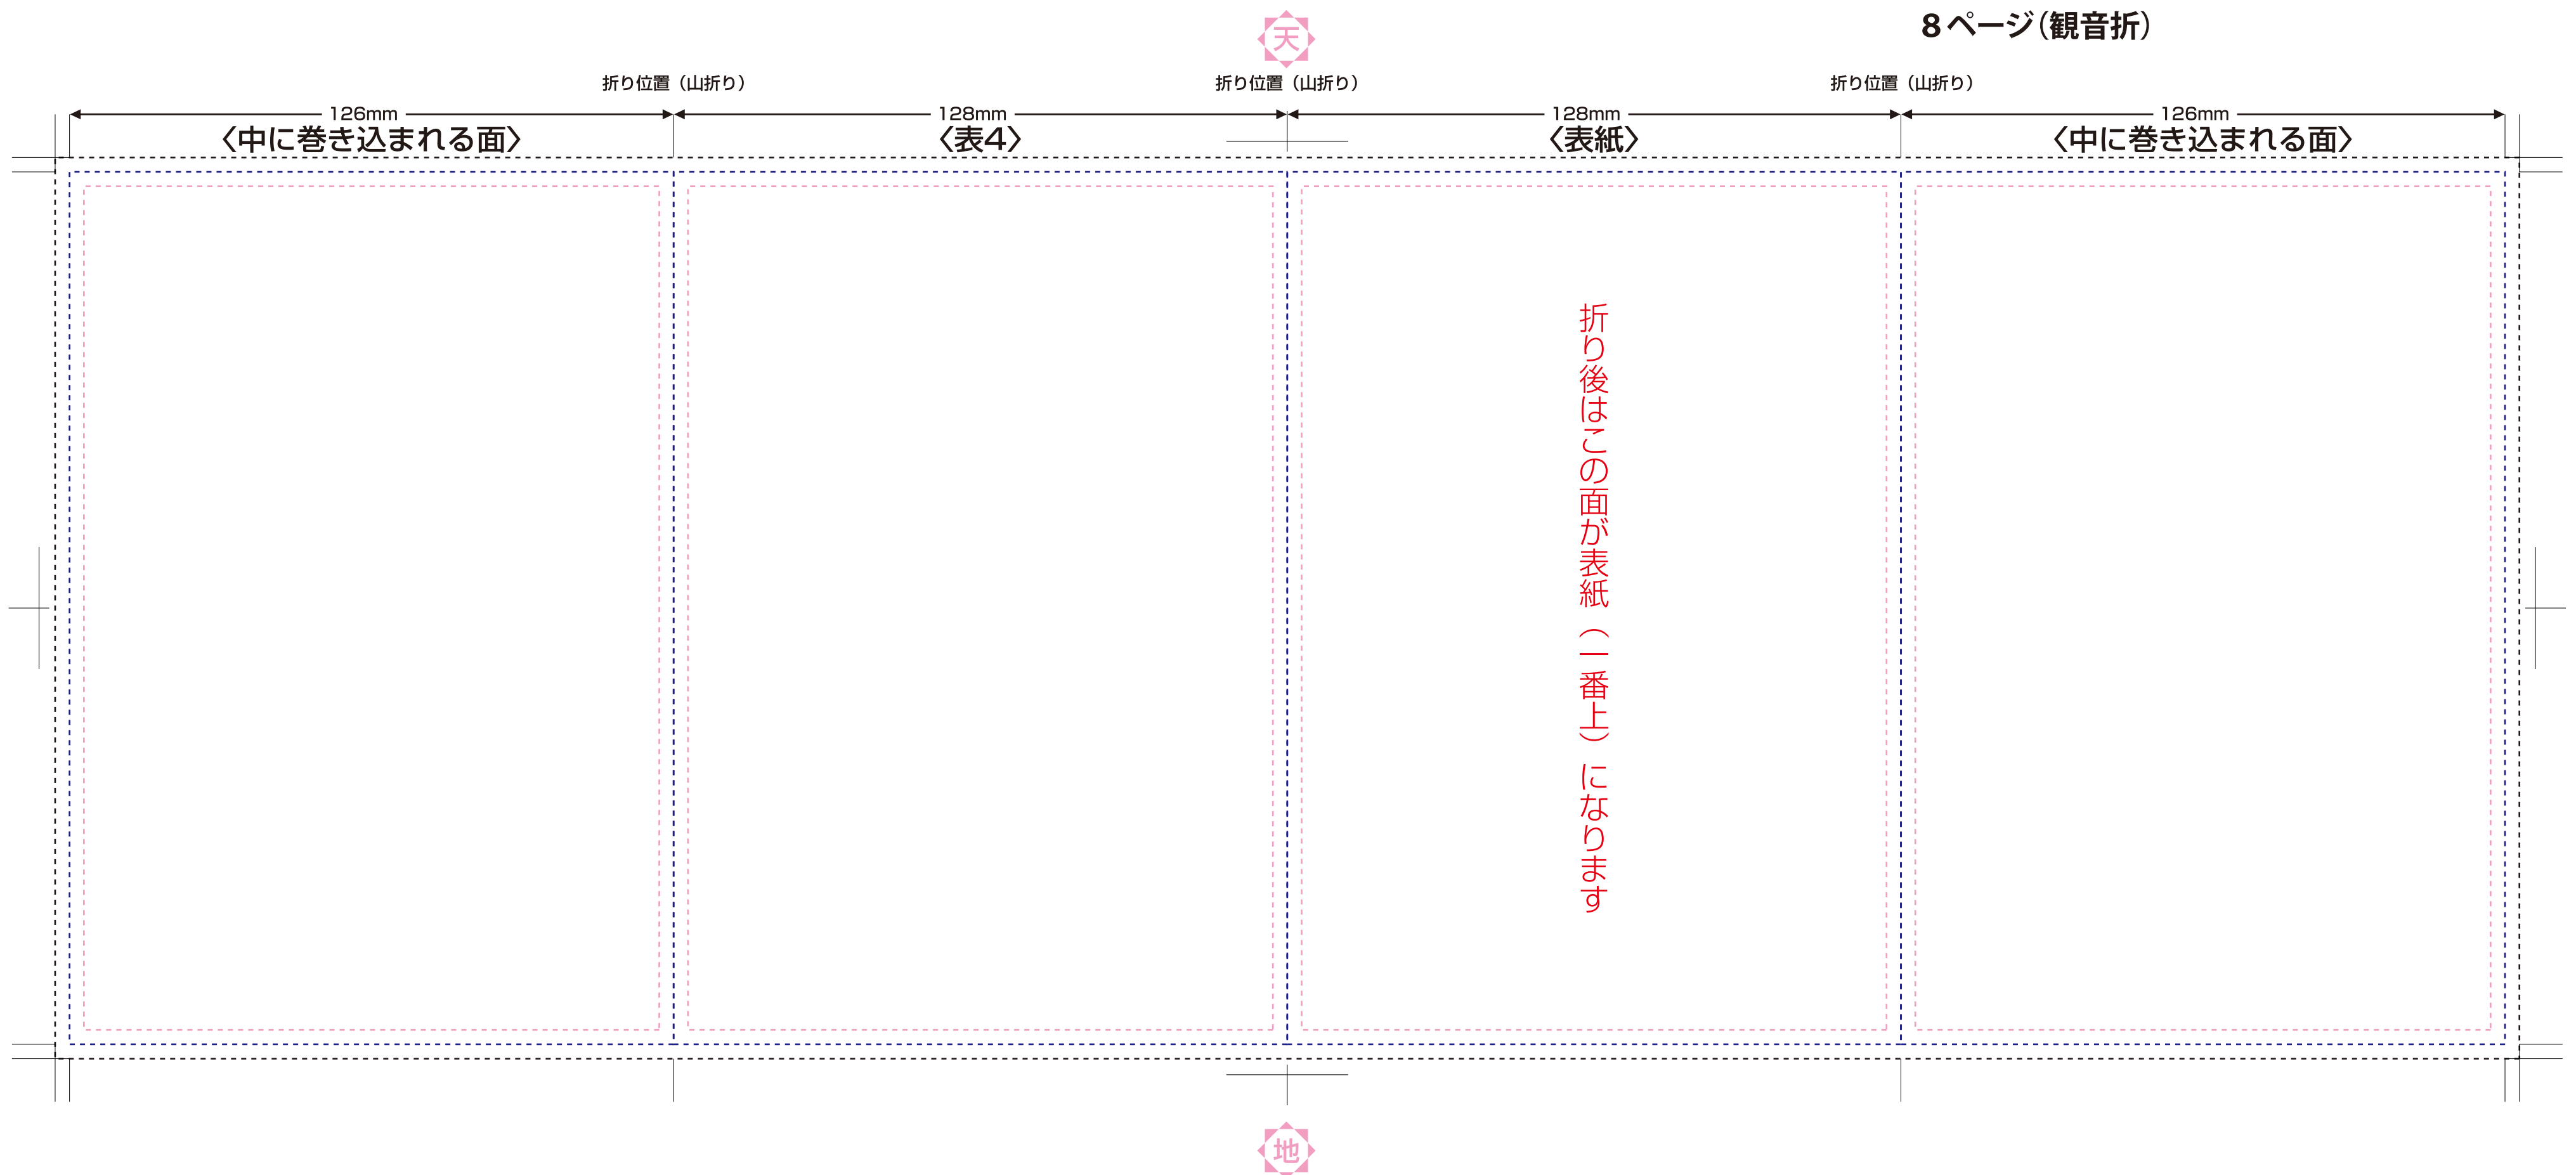 8ページ（観音折）
天
折り位置（山折り）
折り位置（山折り）
折り位置（山折り）
126mm
128mm
128mm
126mm
〈中に巻き込まれる面〉
〈表4〉
〈表紙〉
〈中に巻き込まれる面〉
折り後はこの面が表紙（一番上）になります
地